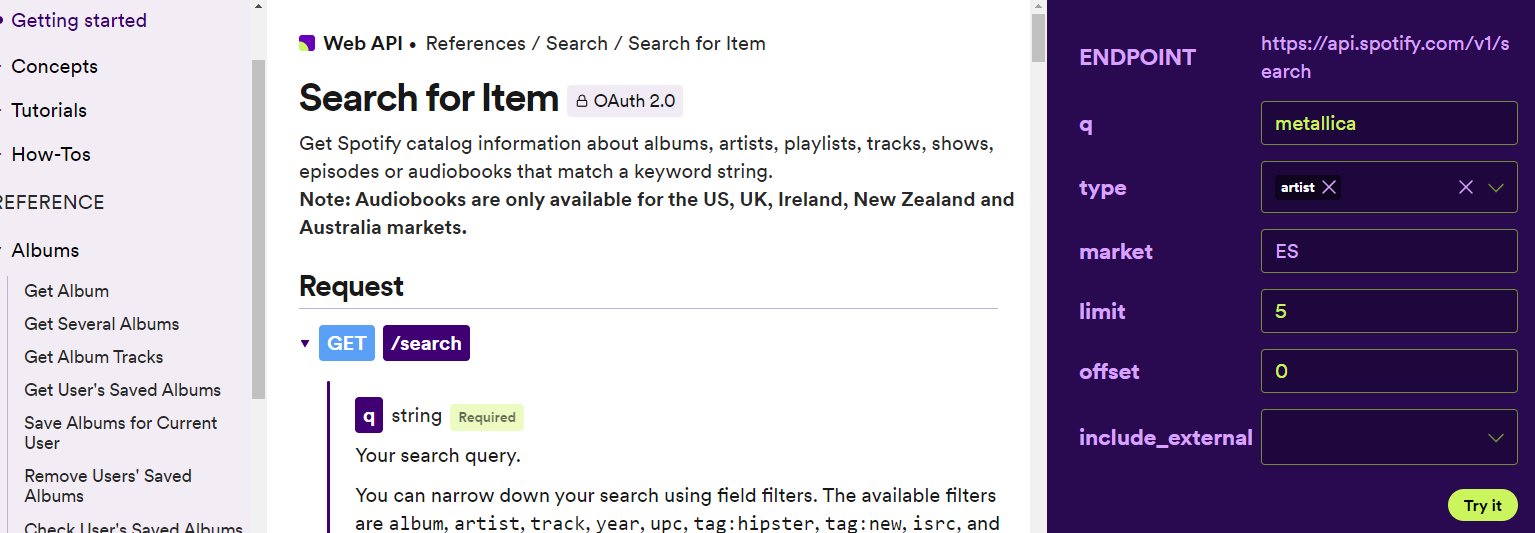 Getting started
Concepts
Tutorials
How-Tos
REFERENCE
Albums
Get Album
Get Several Albums
Get Album Tracks
Get User's Saved Albums
Save Albums for Current
User
Remove Users' Saved
Albums
Check User's Saved Albums
Web API • References / Search / Search for Item
Search for Item OAuth 2.0
Get Spotify catalog information about albums, artists, playlists, tracks, shows,
episodes or audiobooks that match a keyword string.
Note: Audiobooks are only available for the US, UK, Ireland, New Zealand and
Australia markets.
Request
GET /search
q string Required
Your search query.
You can narrow down your search using field filters. The available filters
are album, artist, track, year, upc, tag:hipster, tag:new, isrc, and
ENDPOINT
https://api.spotify.com/v1/s
earch
q metallica
type artist
market ES
limit 5
offset 0
include_external
Try it